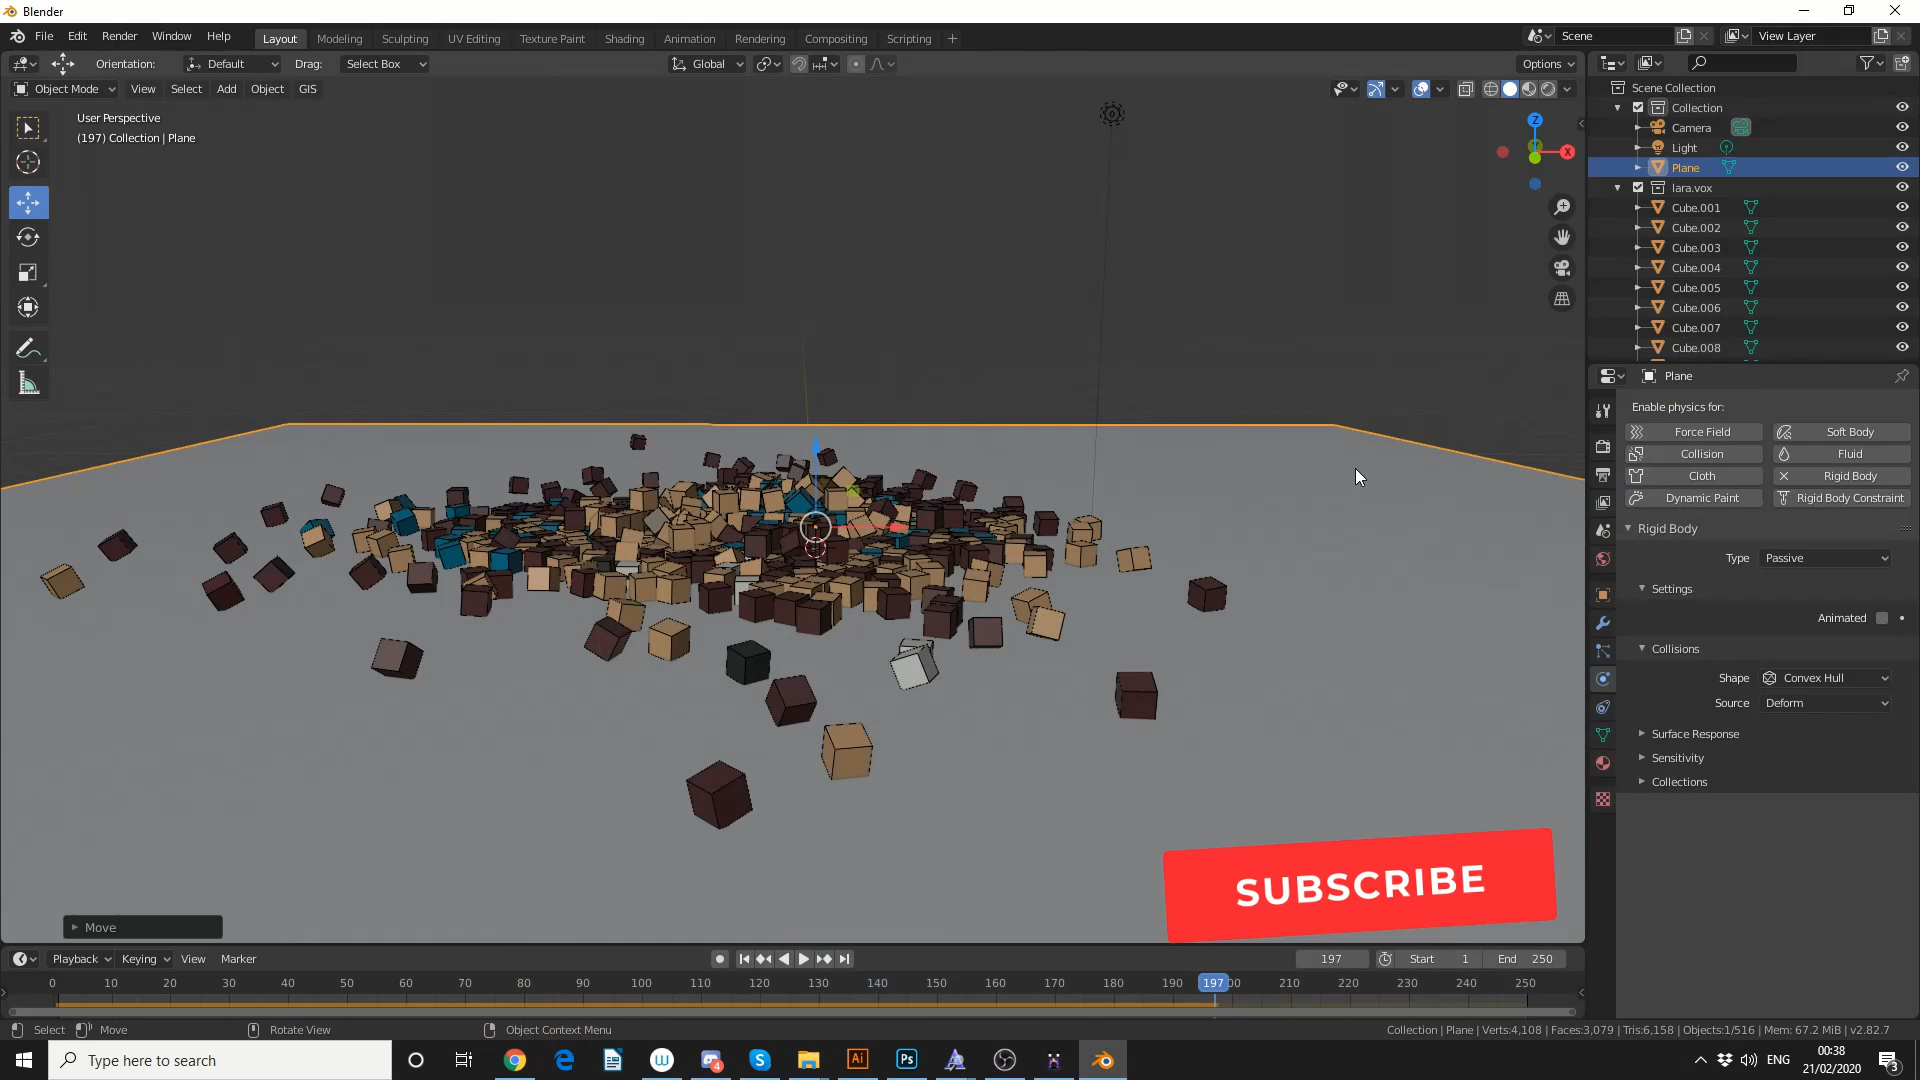 Blender
File Edit Render Window Help
Layout Modeling Sculpting UV Editing Texture Paint Shading Animation Rendering Compositing Scripting +
Scene
View Layer
Orientation: Default Drag: Select Box
Global
Options
Object Mode View Select Add Object GIS
User Perspective
(197) Collection | Plane
Z
X
Scene Collection
Collection
Camera
Light
Plane
lara.vox
Cube.001
Cube.002
Cube.003
Cube.004
Cube.005
Cube.006
Cube.007
Cube.008
Plane
Enable physics for:
Force Field Soft Body
Collision Fluid
Cloth Rigid Body
Dynamic Paint Rigid Body Constraint
Rigid Body
Type Passive
Settings
Animated
Collisions
Shape Convex Hull
Source Deform
Surface Response
Sensitivity
Collections
SUBSCRIBE
Move
Playback Keying View Marker
197 Start 1 End 250
0 10 20 30 40 50 60 70 80 90 100 110 120 130 140 150 160 170 180 190 197 00 210 220 230 240 250
Select Move Rotate View Object Context Menu
Collection | Plane | Verts:4,108 | Faces:3,079 | Tris:6,158 | Objects:1/516 | Mem: 67.2 MiB | v2.82.7
Type here to search
W
4
S
Ai
Ps
ENG
00:38
21/02/2020
3